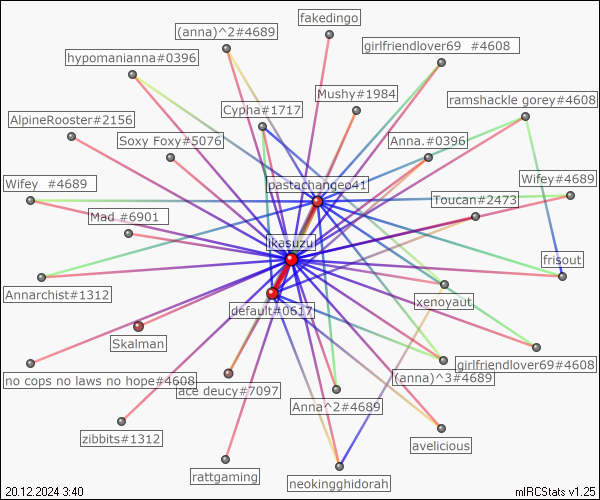 fakedingo
(anna)^2#4689
girlfriendlover69 #4608
hypomanianna#0396
Mushy#1984
ramshackle gorey#4608
Cypha#1717
AlpineRooster#2156
Soxy Foxy#5076
Anna.#0396
pastachangeo41
Wifey #4689
Wifey#4689
Toucan#2473
Mad #6901
ikasuzu
frisout
Annarchist#1312
xenoyaut
default#0617
Skalman
girlfriendlover69#4608
no cops no laws no hope#4608
(anna)^3#4689
ace deucy#7097
Anna^2#4689
zibbits#1312
avelicious
rattgaming
neokingghidorah
20.12.2024 3:40
mIRCStats v1.25